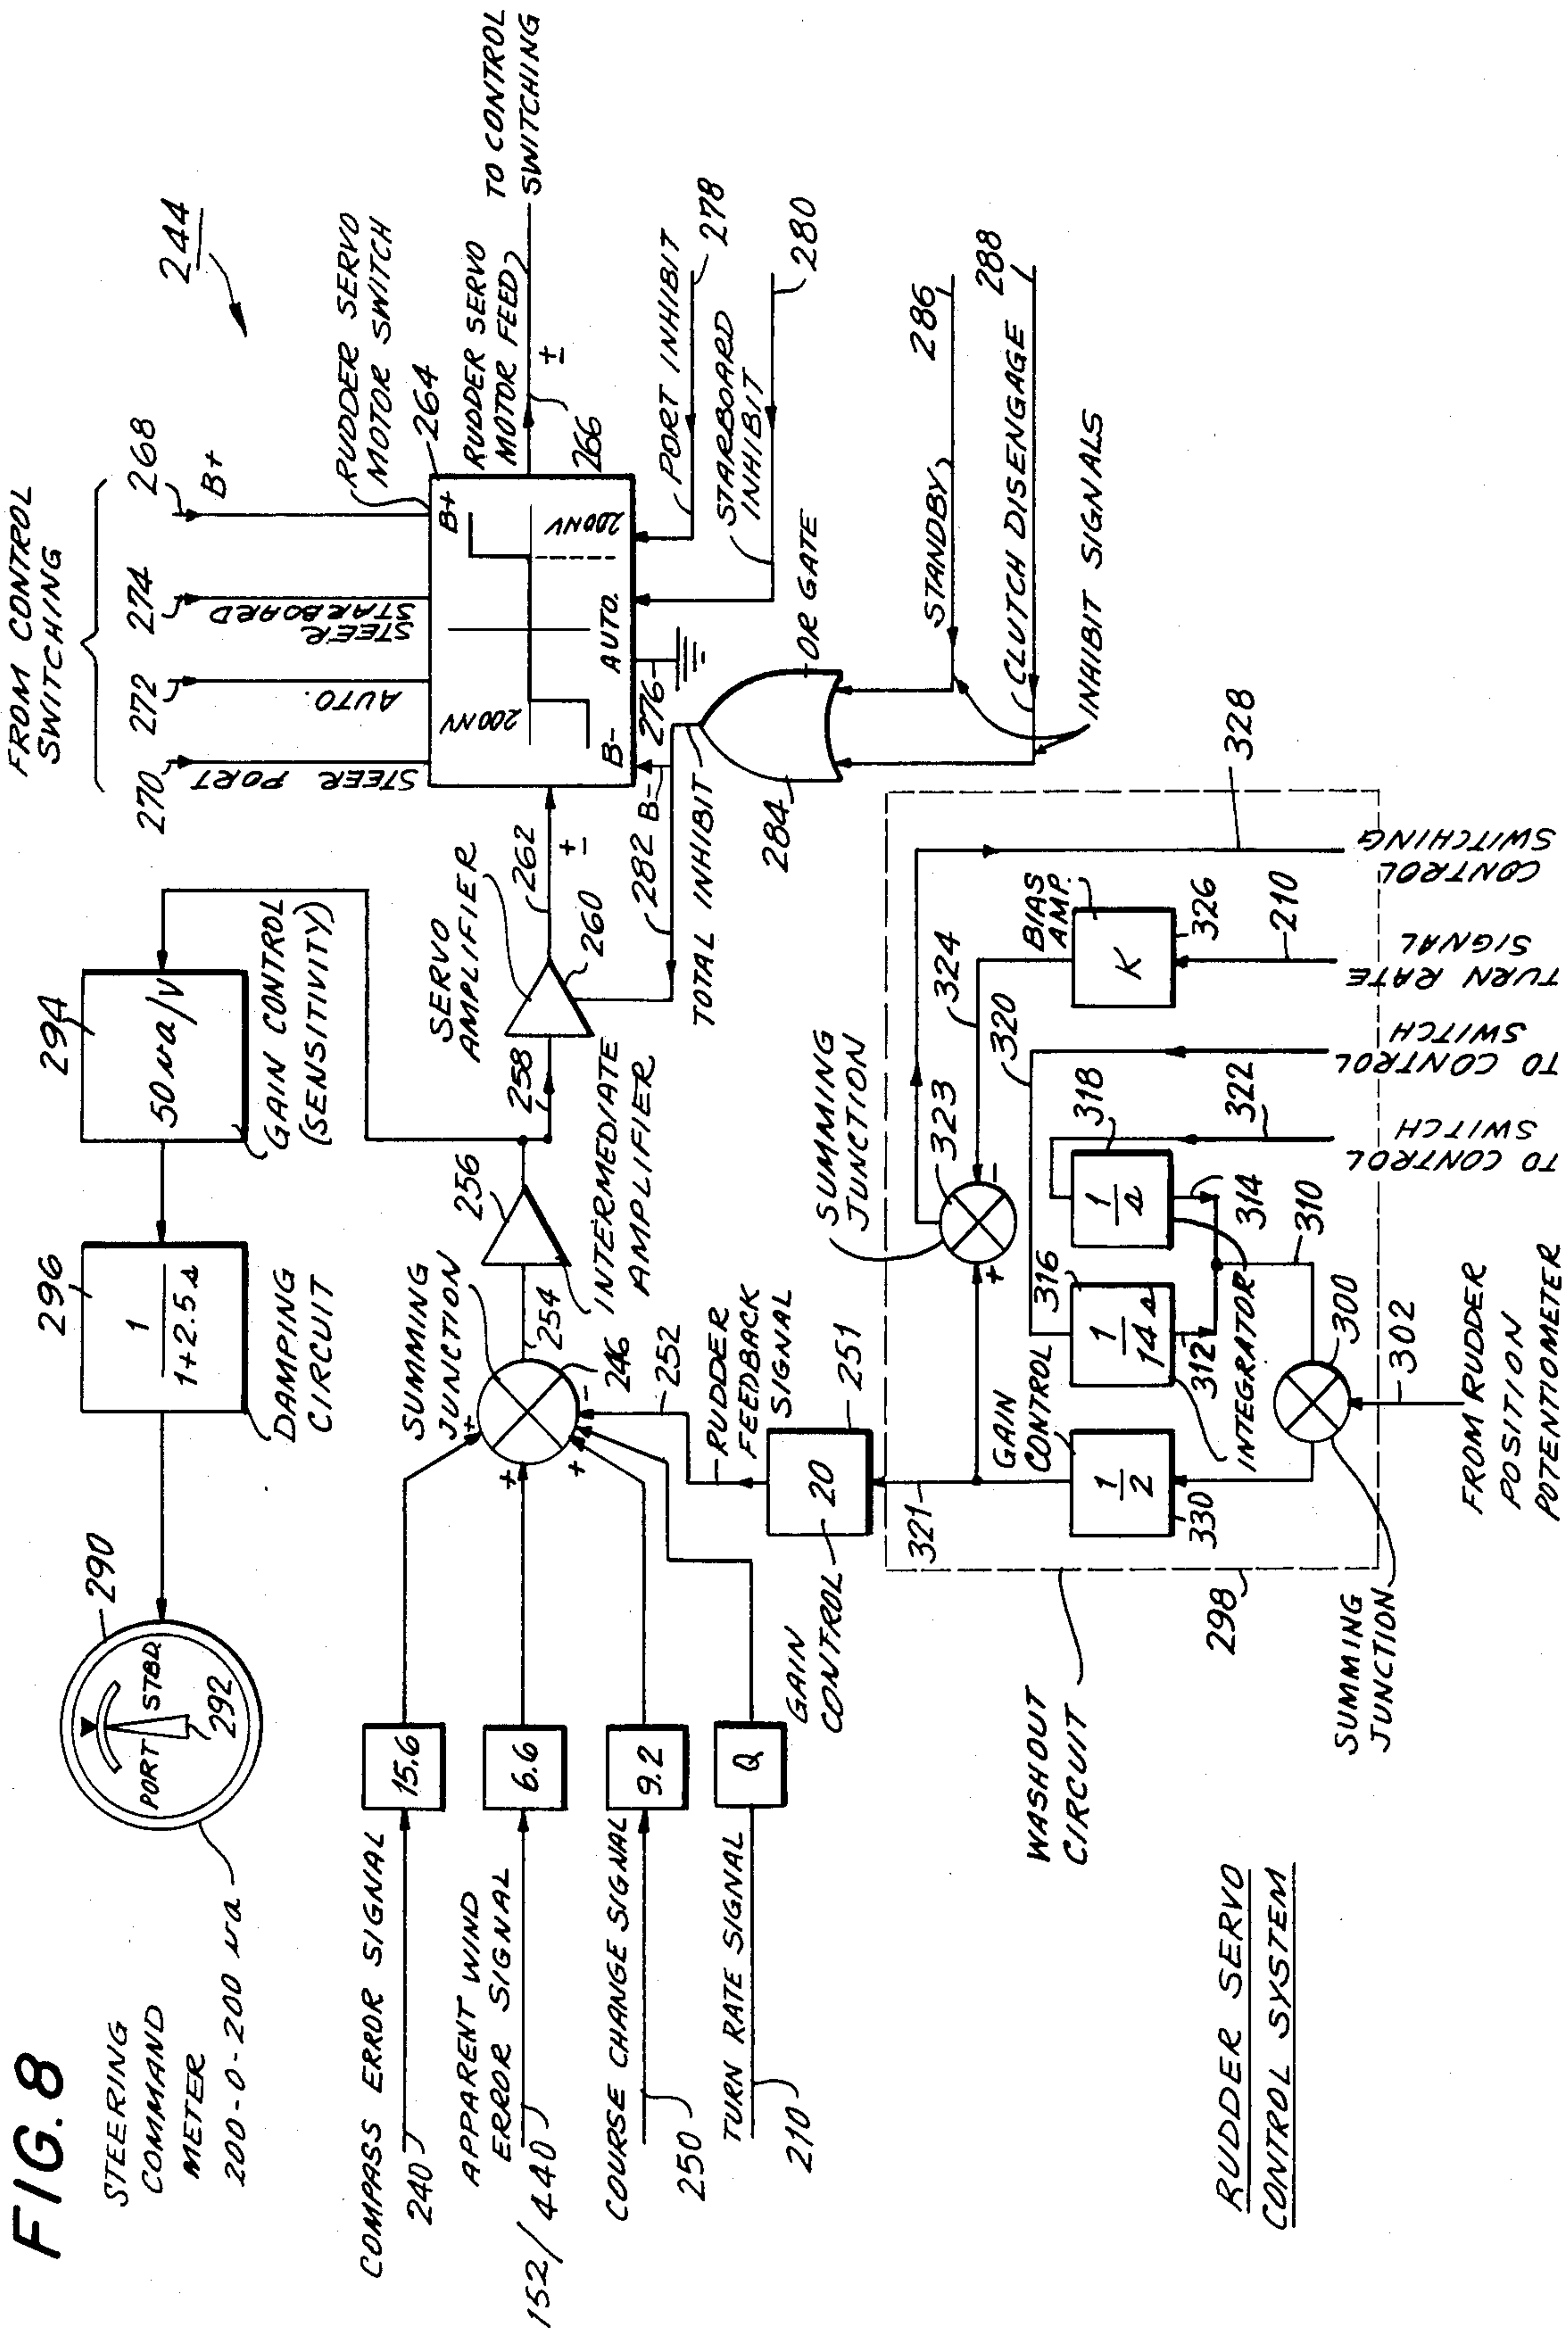 FIG.8
STEERING
COMMAND
METER
200-0-200 μa
290
PORT
STBD.
292
296
1
1+2.5s
DAMPING
CIRCUIT
294
50μa/V
GAIN CONTROL
(SENSITIVITY)
COMPASS ERROR SIGNAL
240
15.6
APPARENT WIND
ERROR SIGNAL
152/440
6.6
COURSE CHANGE SIGNAL
250
9.2
TURN RATE SIGNAL
210
Q
SUMMING
JUNCTION
+
+
+
-
246
254
256
INTERMEDIATE
AMPLIFIER
258
SERVO
AMPLIFIER
260
262
±
282
B-
TOTAL INHIBIT
FROM CONTROL
SWITCHING
270
272
274
268
STEER PORT
AUTO.
STEER
STARBOARD
B+
244
RUDDER SERVO
MOTOR SWITCH
264
B+
200NV
200NV
B-
AUTO.
276
RUDDER SERVO
MOTOR FEED
266
±
TO CONTROL
SWITCHING
PORT INHIBIT
278
STARBOARD
INHIBIT
280
OR GATE
284
STANDBY
286
CLUTCH DISENGAGE
288
INHIBIT SIGNALS
252
RUDDER
FEEDBACK
SIGNAL
251
20
GAIN
CONTROL
321
WASHOUT
CIRCUIT
298
SUMMING
JUNCTION
323
+
-
324
320
BIAS
AMP.
K
326
328
GAIN
CONTROL
1
2
330
316
1
14s
312
INTEGRATOR
318
1
s
314
310
322
300
302
SUMMING
JUNCTION
FROM RUDDER
POSITION
POTENTIOMETER
TO CONTROL
SWITCH
TO CONTROL
SWITCH
TURN RATE
SIGNAL
210
CONTROL
SWITCHING
RUDDER SERVO
CONTROL SYSTEM